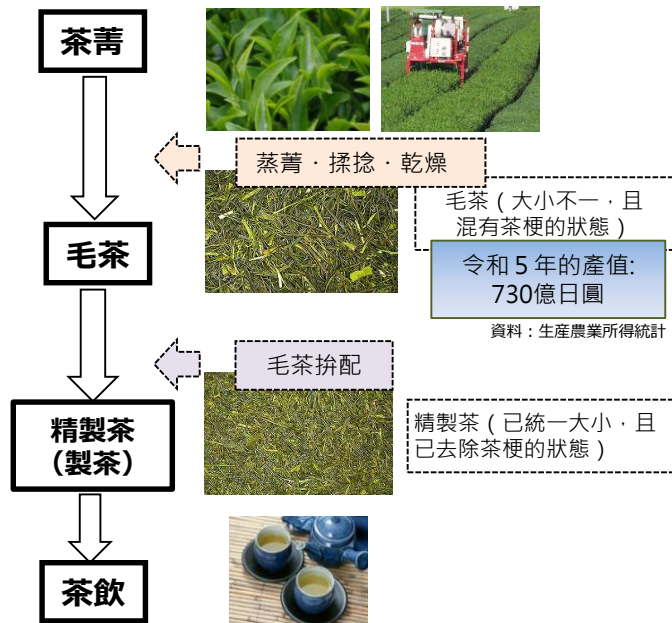 茶菁
蒸菁・揉捻・乾燥
毛茶（大小不一，且
混有茶梗的狀態）
毛茶
令和５年的產值:
730億日圓
資料：生産農業所得統計
毛茶拚配
精製茶
（製茶）
精製茶（已統一大小，且
已去除茶梗的狀態）
茶飲